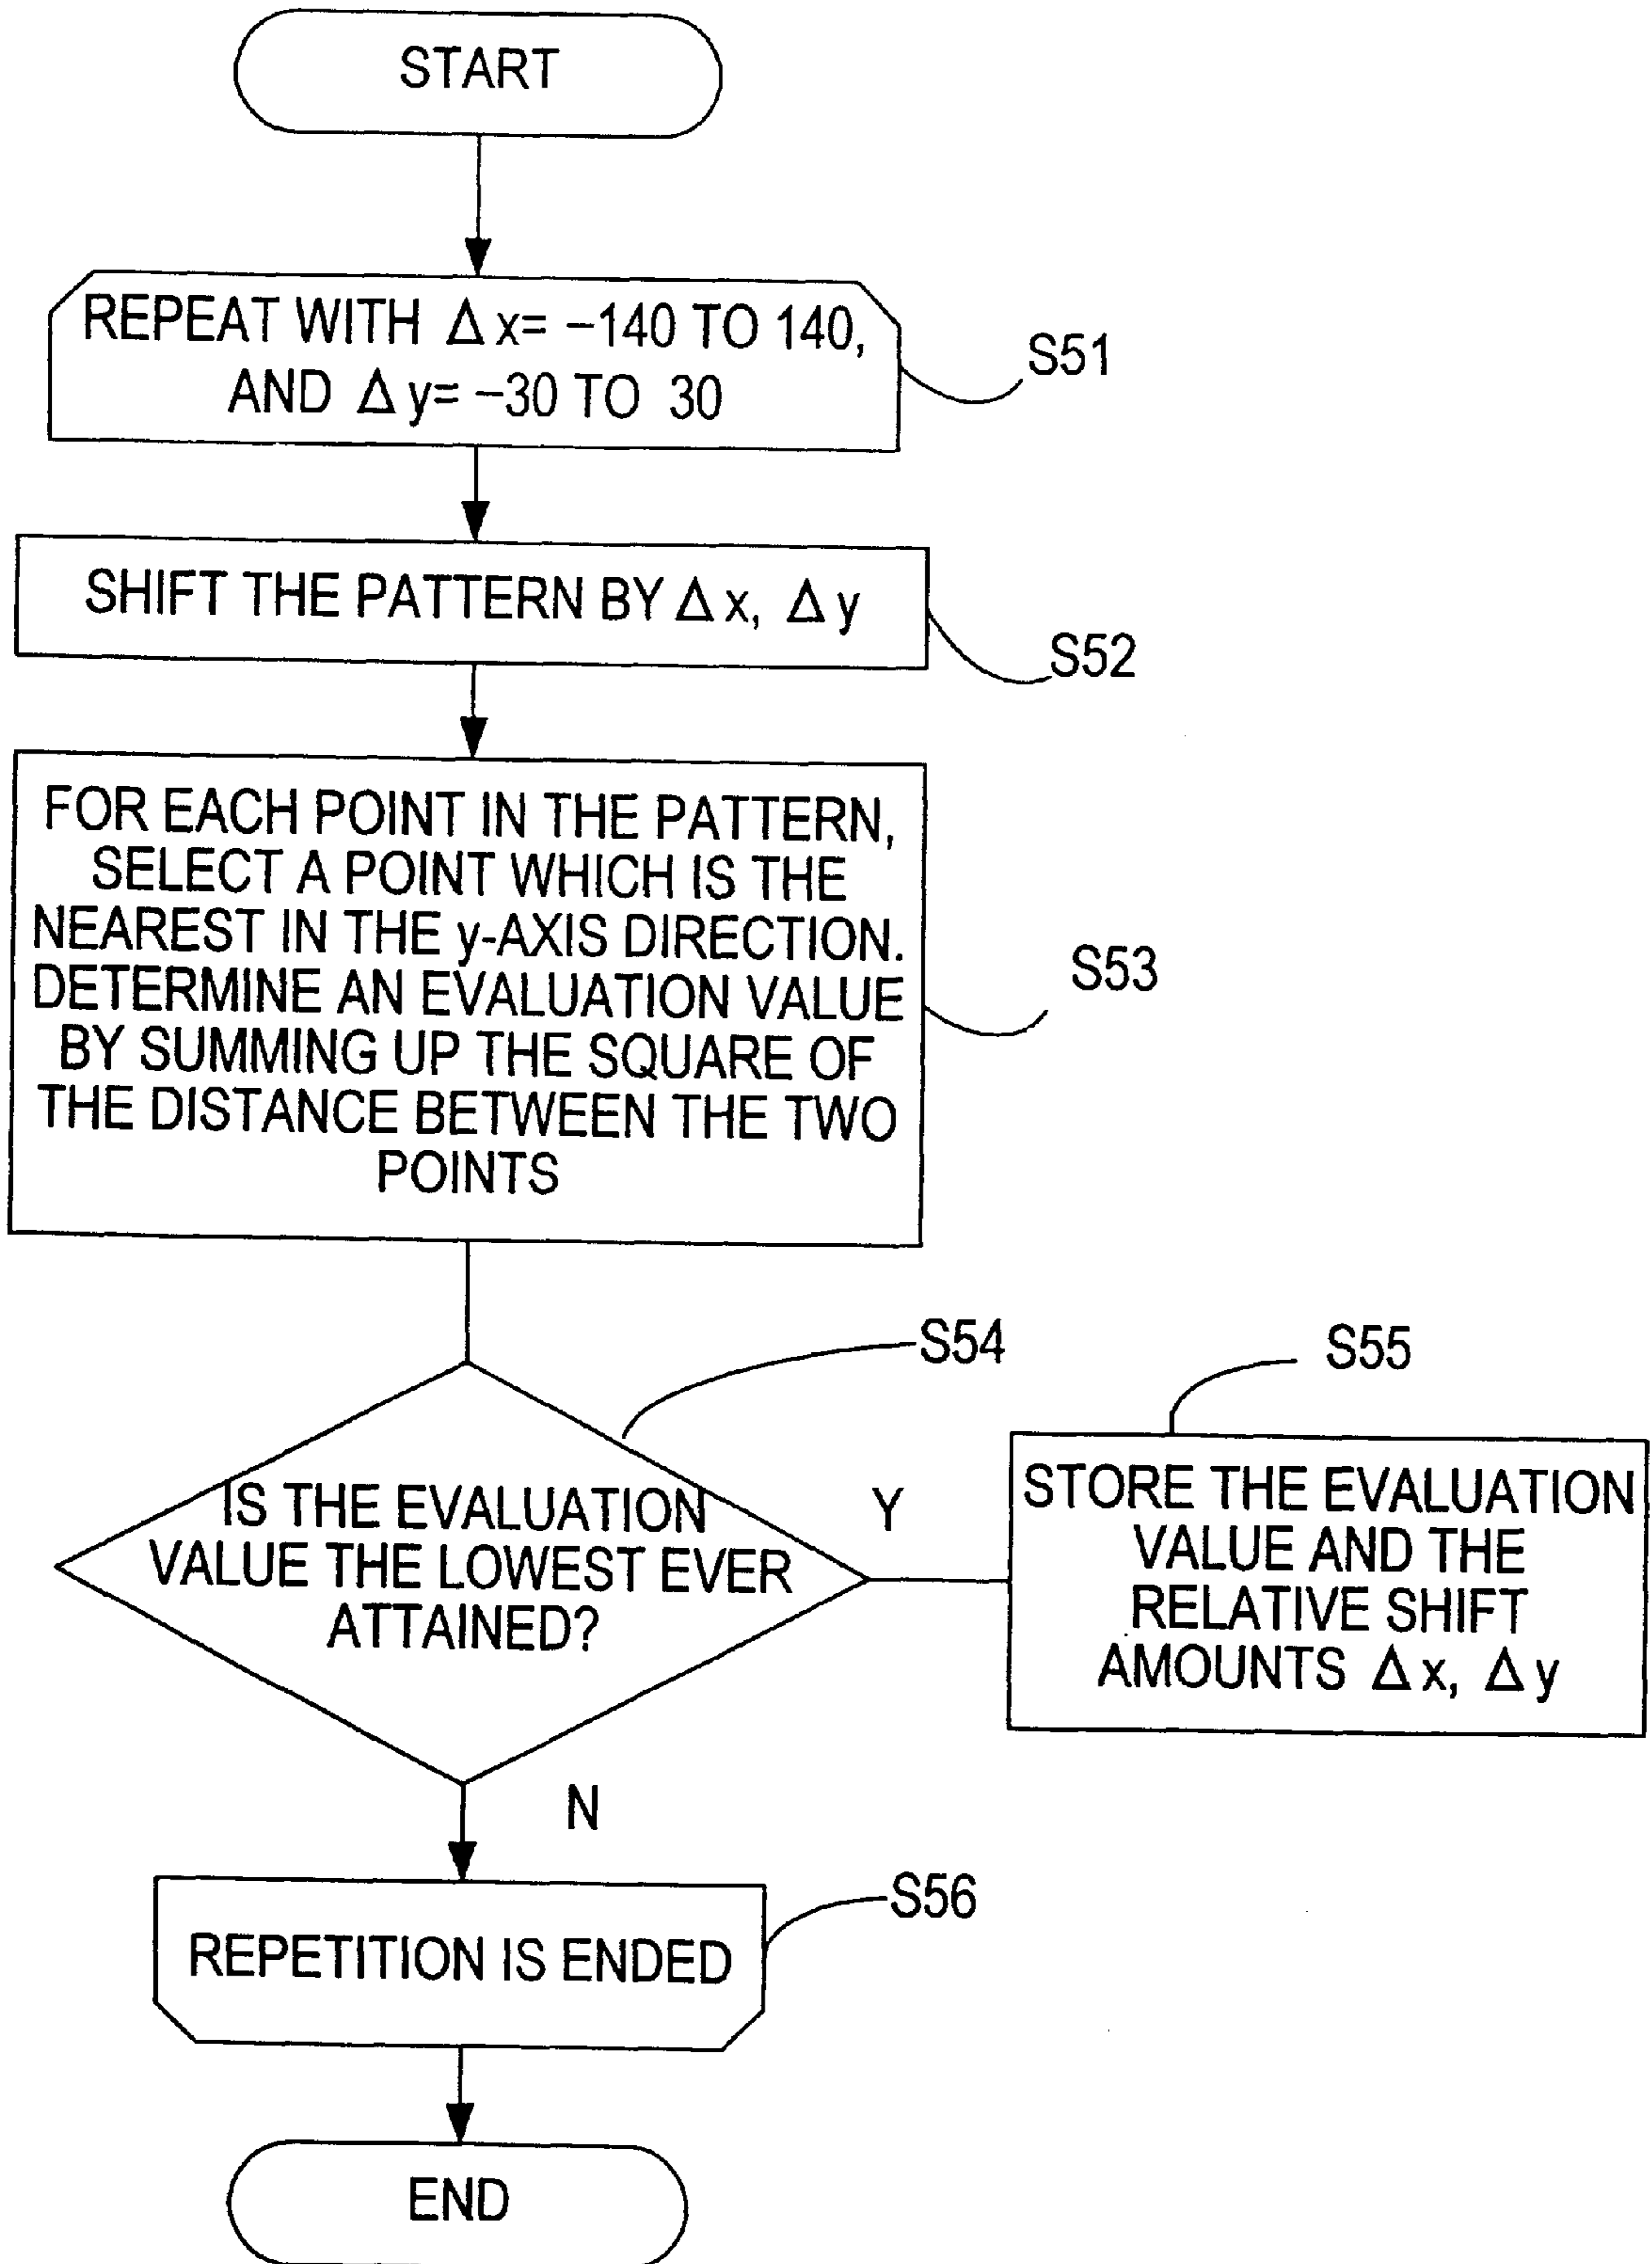 START
REPEAT WITH Δx= −140 TO 140,
AND Δy= −30 TO 30
S51
SHIFT THE PATTERN BY Δx, Δy
S52
FOR EACH POINT IN THE PATTERN,
SELECT A POINT WHICH IS THE
NEAREST IN THE y-AXIS DIRECTION.
DETERMINE AN EVALUATION VALUE
BY SUMMING UP THE SQUARE OF
THE DISTANCE BETWEEN THE TWO
POINTS
S53
S54
IS THE EVALUATION
VALUE THE LOWEST EVER
ATTAINED?
Y
S55
STORE THE EVALUATION
VALUE AND THE
RELATIVE SHIFT
AMOUNTS Δx, Δy
N
S56
REPETITION IS ENDED
END